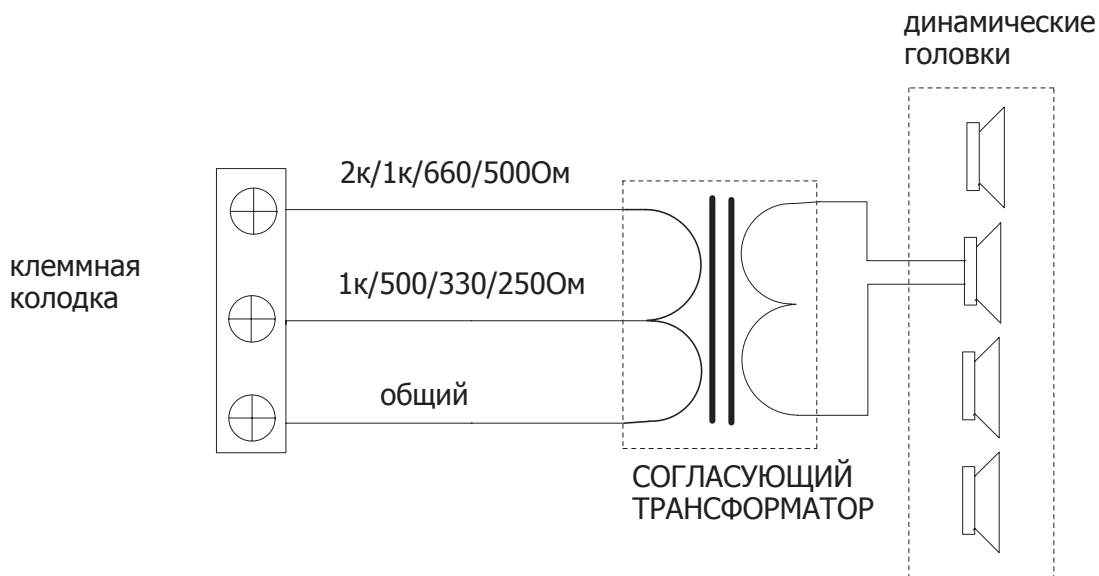 динамические
головки
2к/1к/660/500Ом
клеммная
колодка
1к/500/330/250Ом
общий
СОГЛАСУЮЩИЙ
ТРАНСФОРМАТОР